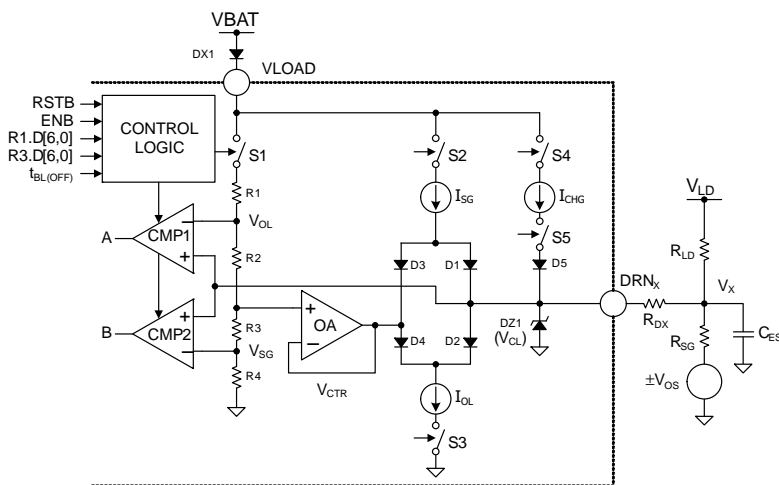 VBAT
DX1
VLOAD
RSTB
ENB
R1.D[6,0]
R3.D[6,0]
tBL(OFF)
CONTROL
LOGIC
S1
S2
S4
R1
ISG
ICHG
S5
VOL
A
CMP1
R2
D3
D1
D5
VLD
RLD
DRNX
VX
RDX
B
CMP2
R3
VSG
R4
OA
D4
D2
DZ1
(VCL)
RSG
CES
VCTR
IOL
±VOS
S3